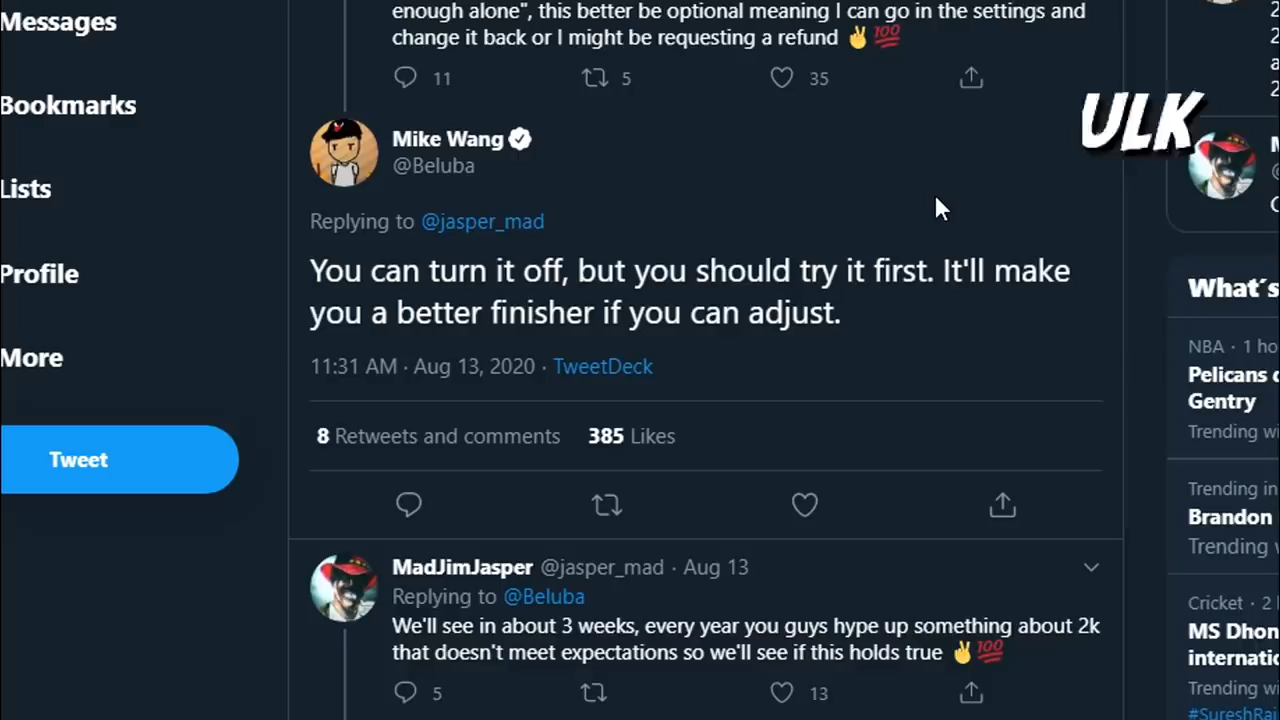 Messages
Bookmarks
Lists
Profile
More
Tweet
enough alone", this better be optional meaning I can go in the settings and
change it back or I might be requesting a refund ✌💯
11 5 35
Mike Wang
@Beluba
Replying to @jasper_mad
You can turn it off, but you should try it first. It'll make
you a better finisher if you can adjust.
11:31 AM · Aug 13, 2020 · TweetDeck
8 Retweets and comments 385 Likes
MadJimJasper @jasper_mad · Aug 13
Replying to @Beluba
We'll see in about 3 weeks, every year you guys hype up something about 2k
that doesn't meet expectations so we'll see if this holds true ✌💯
5 13
ULK
What's
NBA · 1 ho
Pelicans
Gentry
Trending wi
Trending in
Brandon
Trending
Cricket · 2
MS Dhon
internatio
Trending wi
#SureshRai